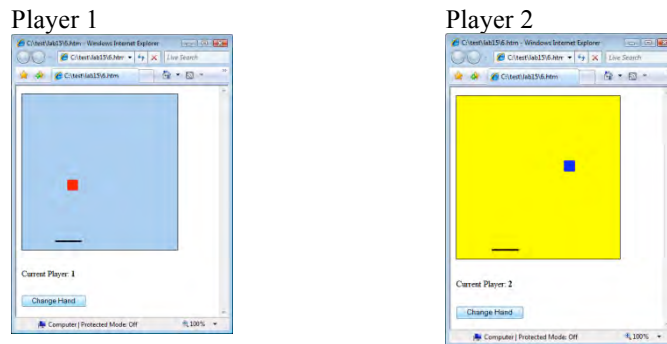 Player 1
Player 2
C:\test\lab15\6.htm - Windows Internet Explorer
C:\test\lab15\6.htm
Live Search
C:\test\lab15\6.htm
Current Player: 1
Change Hand
Computer | Protected Mode: Off
100%
C:\test\lab15\6.htm - Windows Internet Explorer
C:\test\lab15\6.htm
Live Search
C:\test\lab15\6.htm
Current Player: 2
Change Hand
Computer | Protected Mode: Off
100%